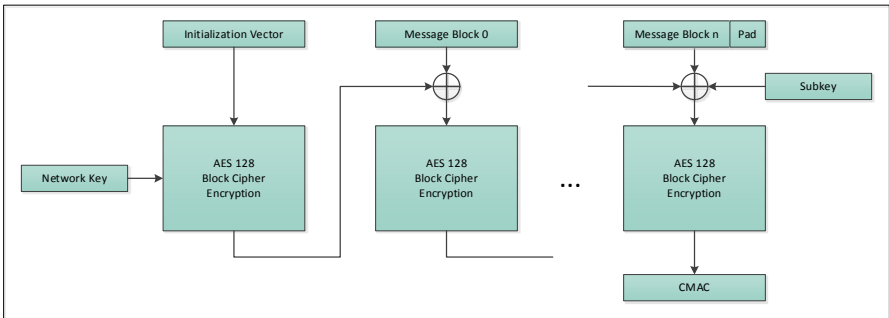 Initialization Vector
Message Block 0
Message Block n
Pad
Subkey
Network Key
AES 128
Block Cipher
Encryption
AES 128
Block Cipher
Encryption
...
AES 128
Block Cipher
Encryption
CMAC